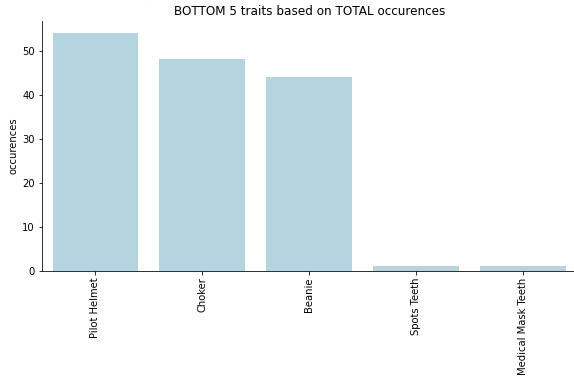 BOTTOM 5 traits based on TOTAL occurences
occurences
50
40
30
20
10
0
Pilot Helmet
Choker
Beanie
Spots Teeth
Medical Mask Teeth